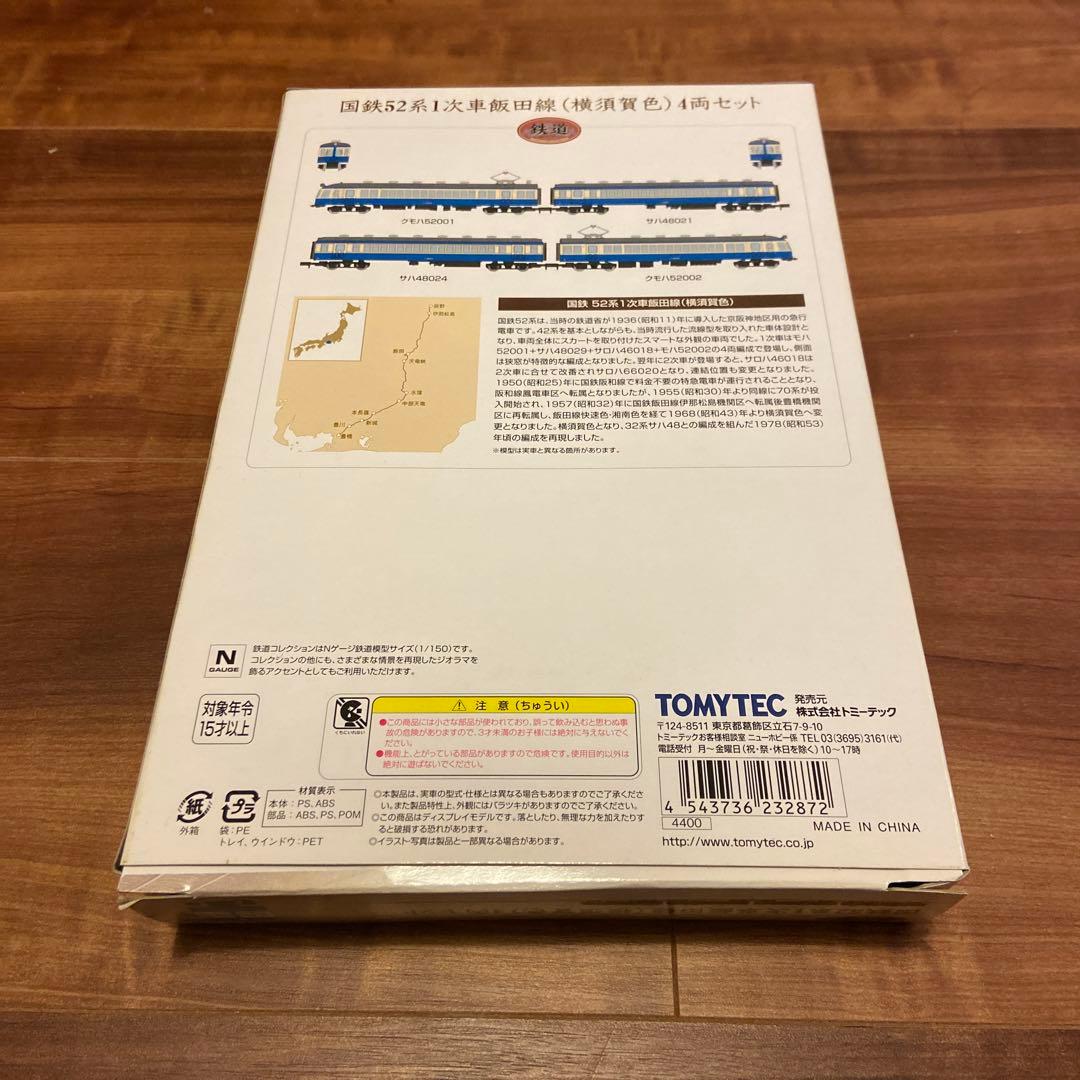 国鉄52系1次車飯田線(横須賀色)4両セット
鉄道
クモハ52001
サハ48021
サハ48024
クモハ52002
辰野
伊那松島
飯田
天竜峡
水窪
中部天竜
本長篠
新城
豊川
豊橋
国鉄 52系1次車飯田線(横須賀色)
国鉄52系は、当時の鉄道省が1936(昭和11)年に導入した京阪神地区用の急行
電車です。42系を基本としながらも、当時流行した流線型を取り入れた車体設計と
なり、車両全体にスカートを取り付けたスマートな外観の車両でした。1次車はモハ
52001+サハ48029+サロハ46018+モハ52002の4両編成で登場し、側面
は狭窓が特徴的な編成となりました。翌年に2次車が登場すると、サロハ46018は
2次車に合せて改番されサロハ66020となり、連結位置も変更となりました。
1950(昭和25)年に国鉄阪和線で料金不要の特急電車が運行されることとなり、
阪和線鳳電車区へ転属となりましたが、1955(昭和30)年より同線に70系が投
入開始され、1957(昭和32)年に国鉄飯田線伊那松島機関区へ転属後豊橋機関
区に再転属し、飯田線快速色・湘南色を経て1968(昭和43)年より横須賀色へ変
更となりました。横須賀色となり、32系サハ48との編成を組んだ1978(昭和53)
年頃の編成を再現しました。
※模型は実車と異なる箇所があります。
N
GAUGE
鉄道コレクションはNゲージ鉄道模型サイズ(1/150)です。
コレクションの他にも、さまざまな情景を再現したジオラマを
飾るアクセントとしてもご利用いただけます。
対象年令
15才以上
くちにいれない
注 意(ちゅうい)
●この商品には小さな部品が使われており、誤って飲み込むと思わぬ事
故の危険がありますので、3才未満のお子様には絶対に与えないでく
ださい。
●機能上、とがっている部品がありますので危険です。使用目的以外は
絶対に遊ばないでください。
TOMYTEC
発売元
株式会社トミーテック
〒124-8511 東京都葛飾区立石7-9-10
トミーテックお客様相談室 ニューホビー係 TEL03(3695)3161(代)
電話受付 月~金曜日(祝・祭・休日を除く)10~17時
紙
外箱
プラ
袋:PE
トレイ、ウインドウ:PET
材質表示
本体:PS、ABS
部品:ABS、PS、POM
◎本製品は、実車の型式・仕様とは異なる場合もありますのでご了承くださ
い。また製品特性上、外観にはバラツキがありますのでご了承ください。
◎この商品はディスプレイモデルです。落としたり、無理な力を加えたりす
ると破損する恐れがあります。
◎イラスト・写真は製品と一部異なる場合があります。
4 543736 232872
4400
MADE IN CHINA
http://www.tomytec.co.jp